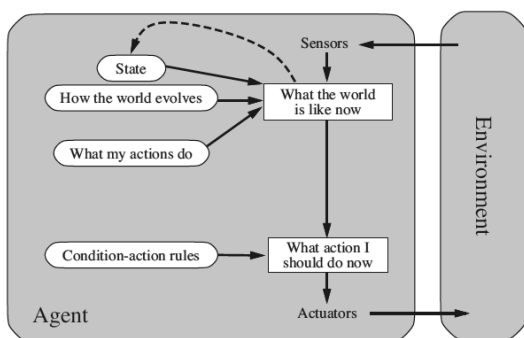 Sensors
State
How the world evolves
What the world
is like now
What my actions do
Condition-action rules
What action I
should do now
Agent
Actuators
Environment